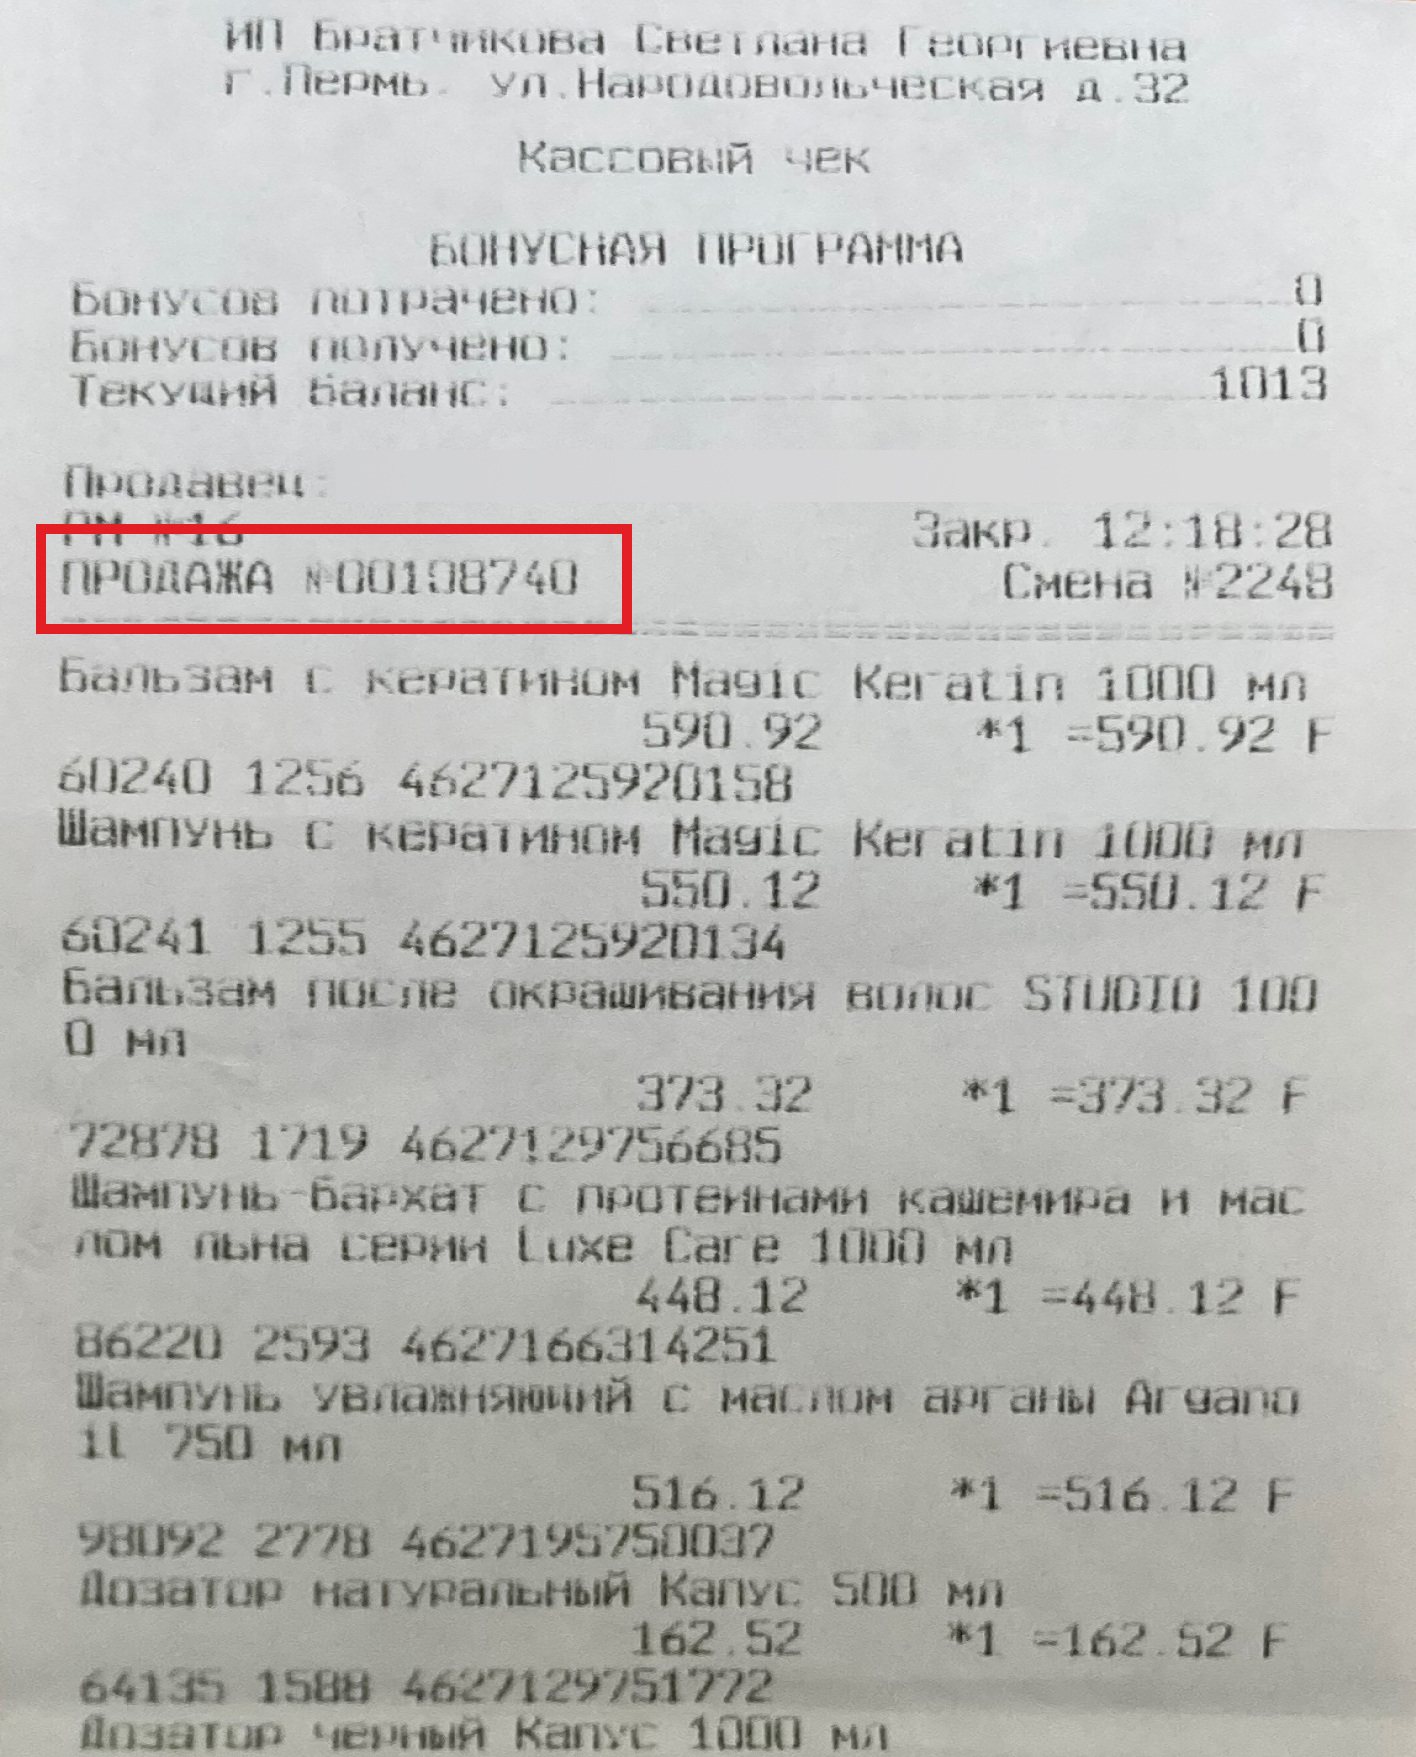 ИП Братчикова Светлана Георгиевна
г.Пермь. ул.Народовольческая д.32
Кассовый чек
БОНУСНАЯ ПРОГРАММА
Бонусов потрачено: 0
Бонусов получено: 0
Текущий баланс: 1013
Продавец:
РМ №16 Закр. 12:18:28
ПРОДАЖА №00198740 Смена №2248
Бальзам с кератином Magic Keratin 1000 мл
590.92 *1 =590.92 F
60240 1256 4627125920158
Шампунь с кератином Magic Keratin 1000 мл
550.12 *1 =550.12 F
60241 1255 4627125920134
Бальзам после окрашивания волос STUDIO 100
0 мл
373.32 *1 =373.32 F
72878 1719 4627129756685
Шампунь-бархат с протеинами кашемира и мас
лом льна серии Luxe Care 1000 мл
448.12 *1 =448.12 F
86220 2593 4627166314251
Шампунь увлажняющий с маслом арганы Argano
il 750 мл
516.12 *1 =516.12 F
98092 2778 4627195750037
Дозатор натуральный Капус 500 мл
162.52 *1 =162.52 F
64135 1588 4627129751772
Дозатор черный Капус 1000 мл